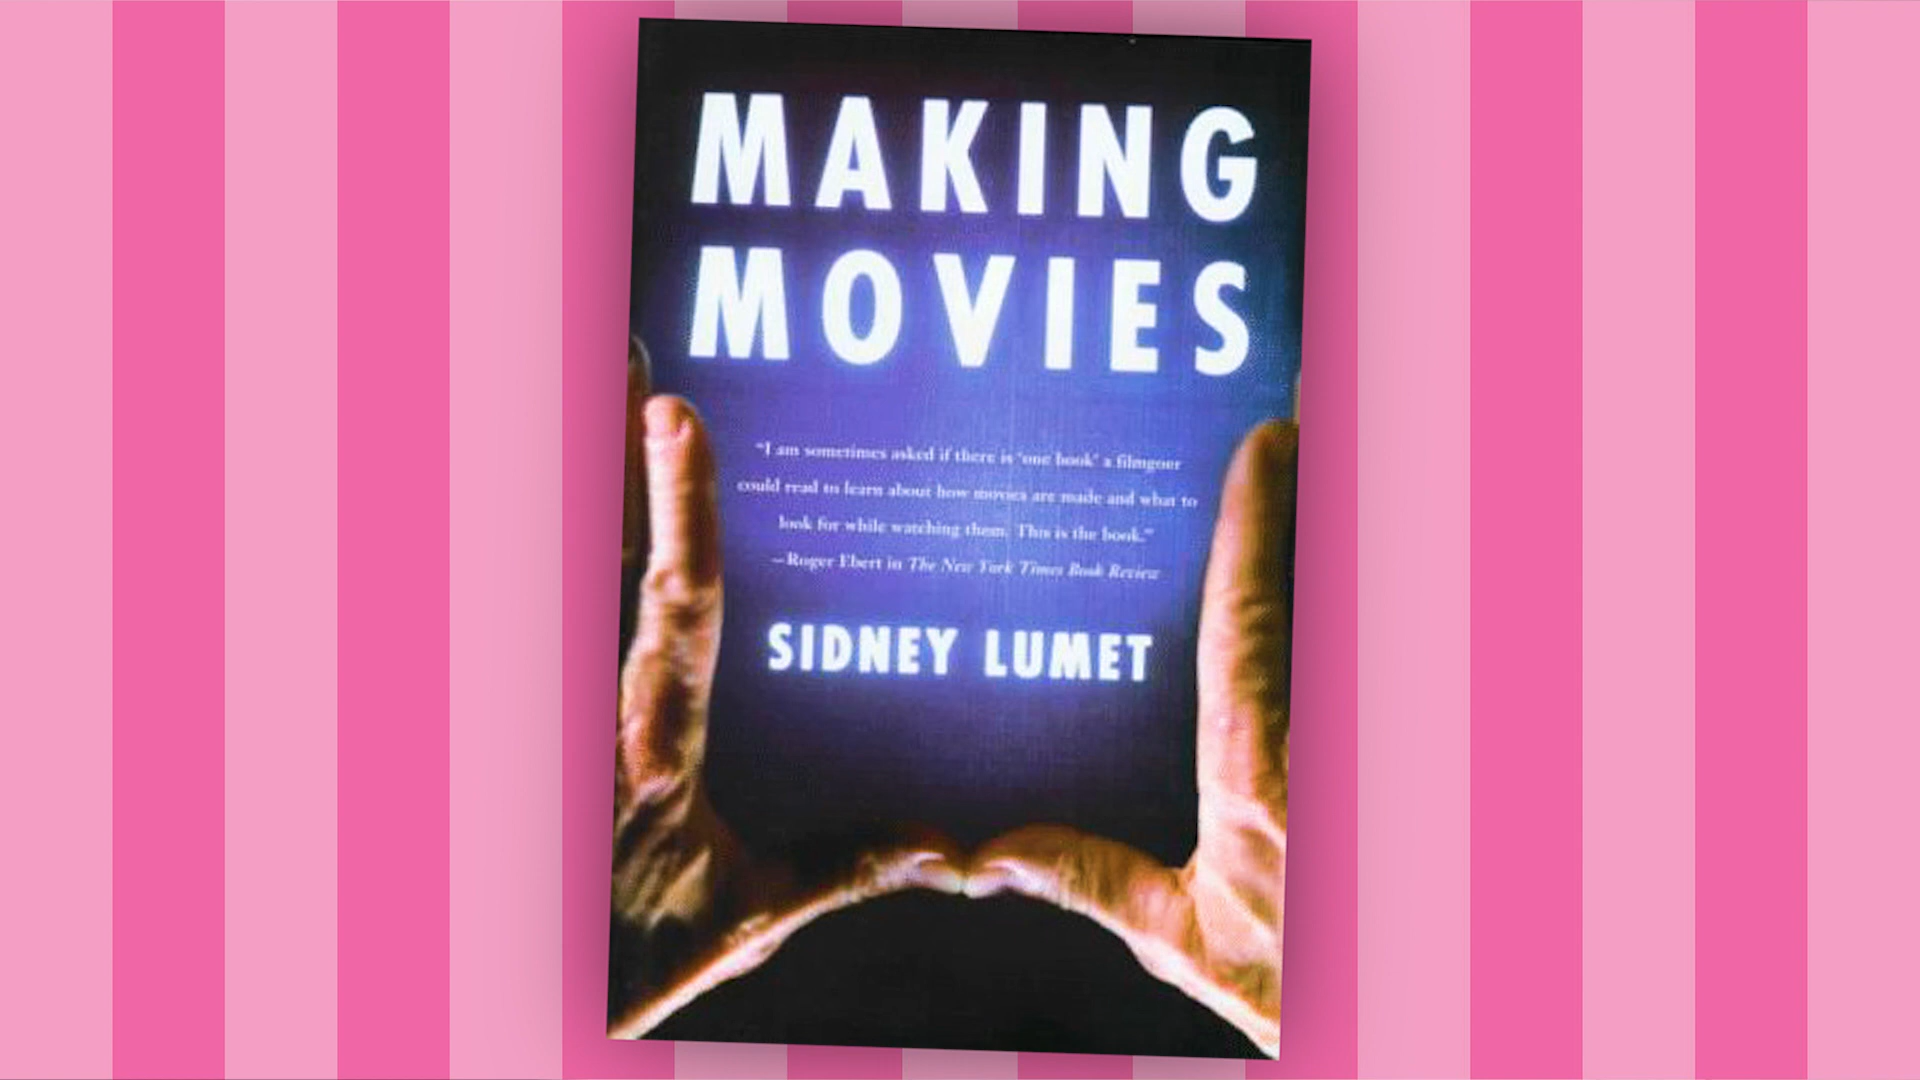 MAKING
MOVIES
"I am sometimes asked if there is 'one book' a filmgoer
could read to learn about how movies are made and what to
look for while watching them. This is the book."
—Roger Ebert in The New York Times Book Review
SIDNEY LUMET